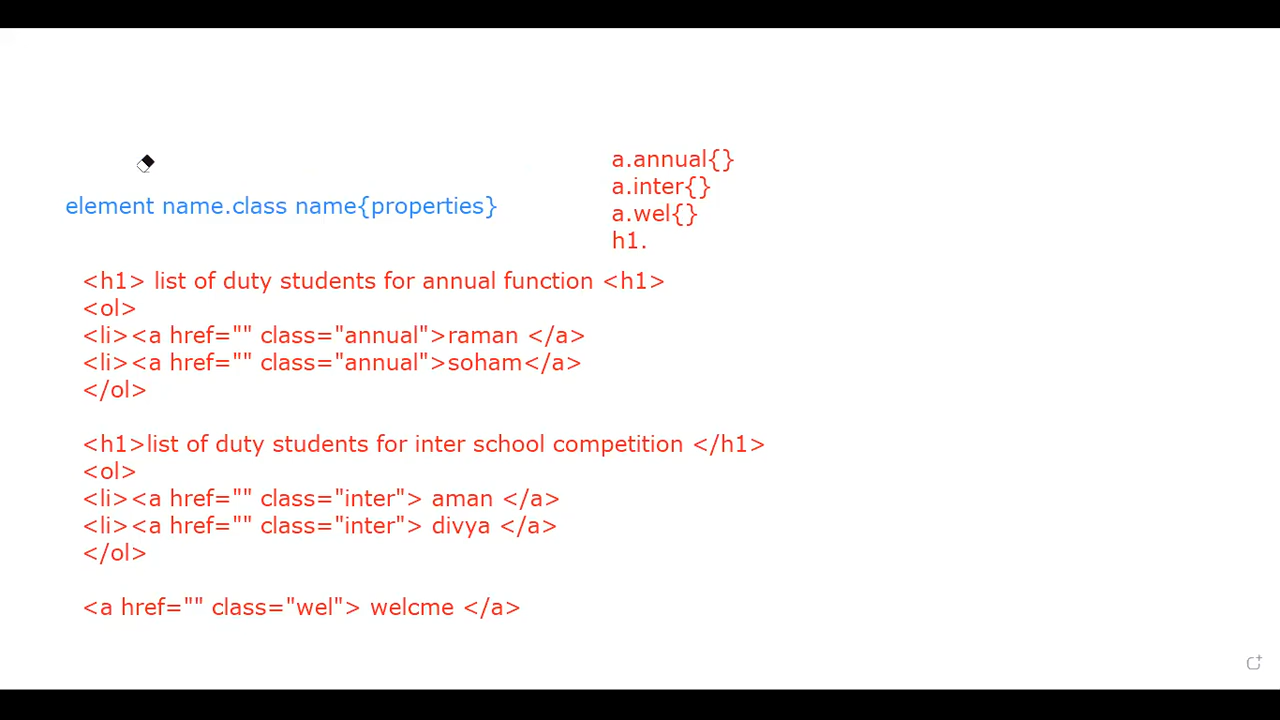 a.annual{}
a.inter{}
element name.class name{properties}
a.wel{}
h1.
<h1> list of duty students for annual function <h1>
<ol>
<li><a href="" class="annual">raman </a>
<li><a href="" class="annual">soham</a>
</ol>
<h1>list of duty students for inter school competition </h1>
<ol>
<li><a href="" class="inter"> aman </a>
<li><a href="" class="inter"> divya </a>
</ol>
<a href="" class="wel"> welcme </a>